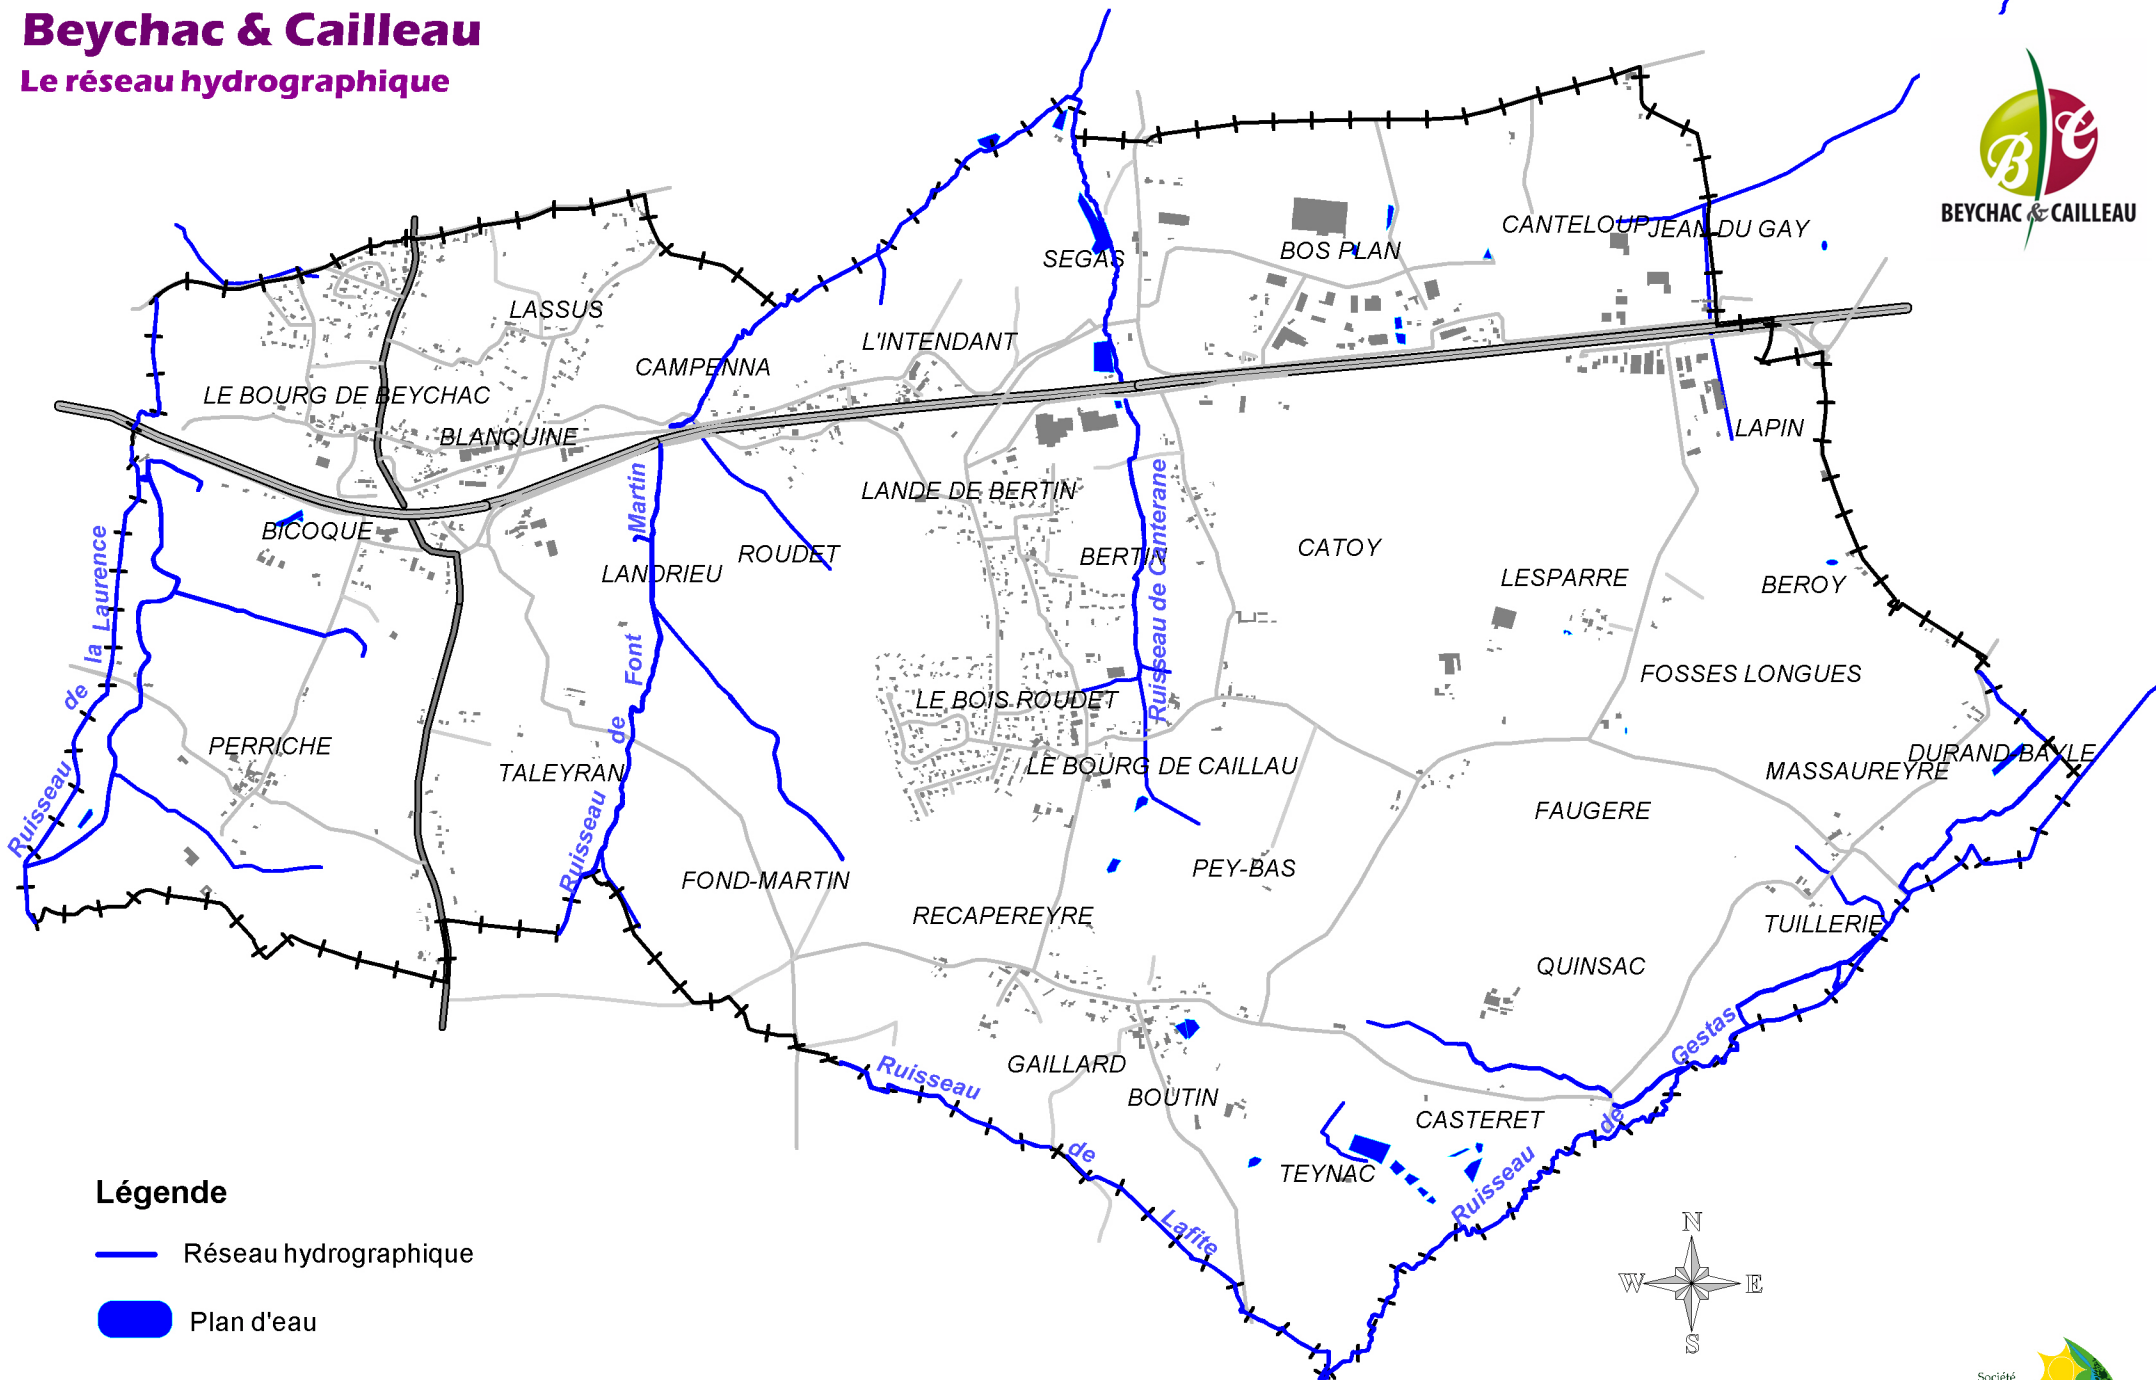 Beychac & Cailleau
Le réseau hydrographique
B C
BEYCHAC & CAILLEAU
CANTELOUP
JEAN DU GAY
BOS PLAN
SEGAS
LASSUS
L'INTENDANT
CAMPENNA
LE BOURG DE BEYCHAC
BLANQUINE
LAPIN
LANDE DE BERTIN
BICOQUE
ROUDET
LANDRIEU
BERTIN
CATOY
LESPARRE
BEROY
FOSSES LONGUES
LE BOIS ROUDET
PERRICHE
TALEYRAN
LE BOURG DE CAILLAU
DURAND-BAYLE
MASSAUREYRE
FAUGERE
PEY-BAS
FOND-MARTIN
RECAPEREYRE
TUILLERIE
QUINSAC
GAILLARD
BOUTIN
CASTERET
TEYNAC
Ruisseau de la Laurence
Ruisseau de Font Martin
Ruisseau de Canterane
Ruisseau de Lafite
Ruisseau de Gestas
Légende
Réseau hydrographique
Plan d'eau
N
W E
S
Société